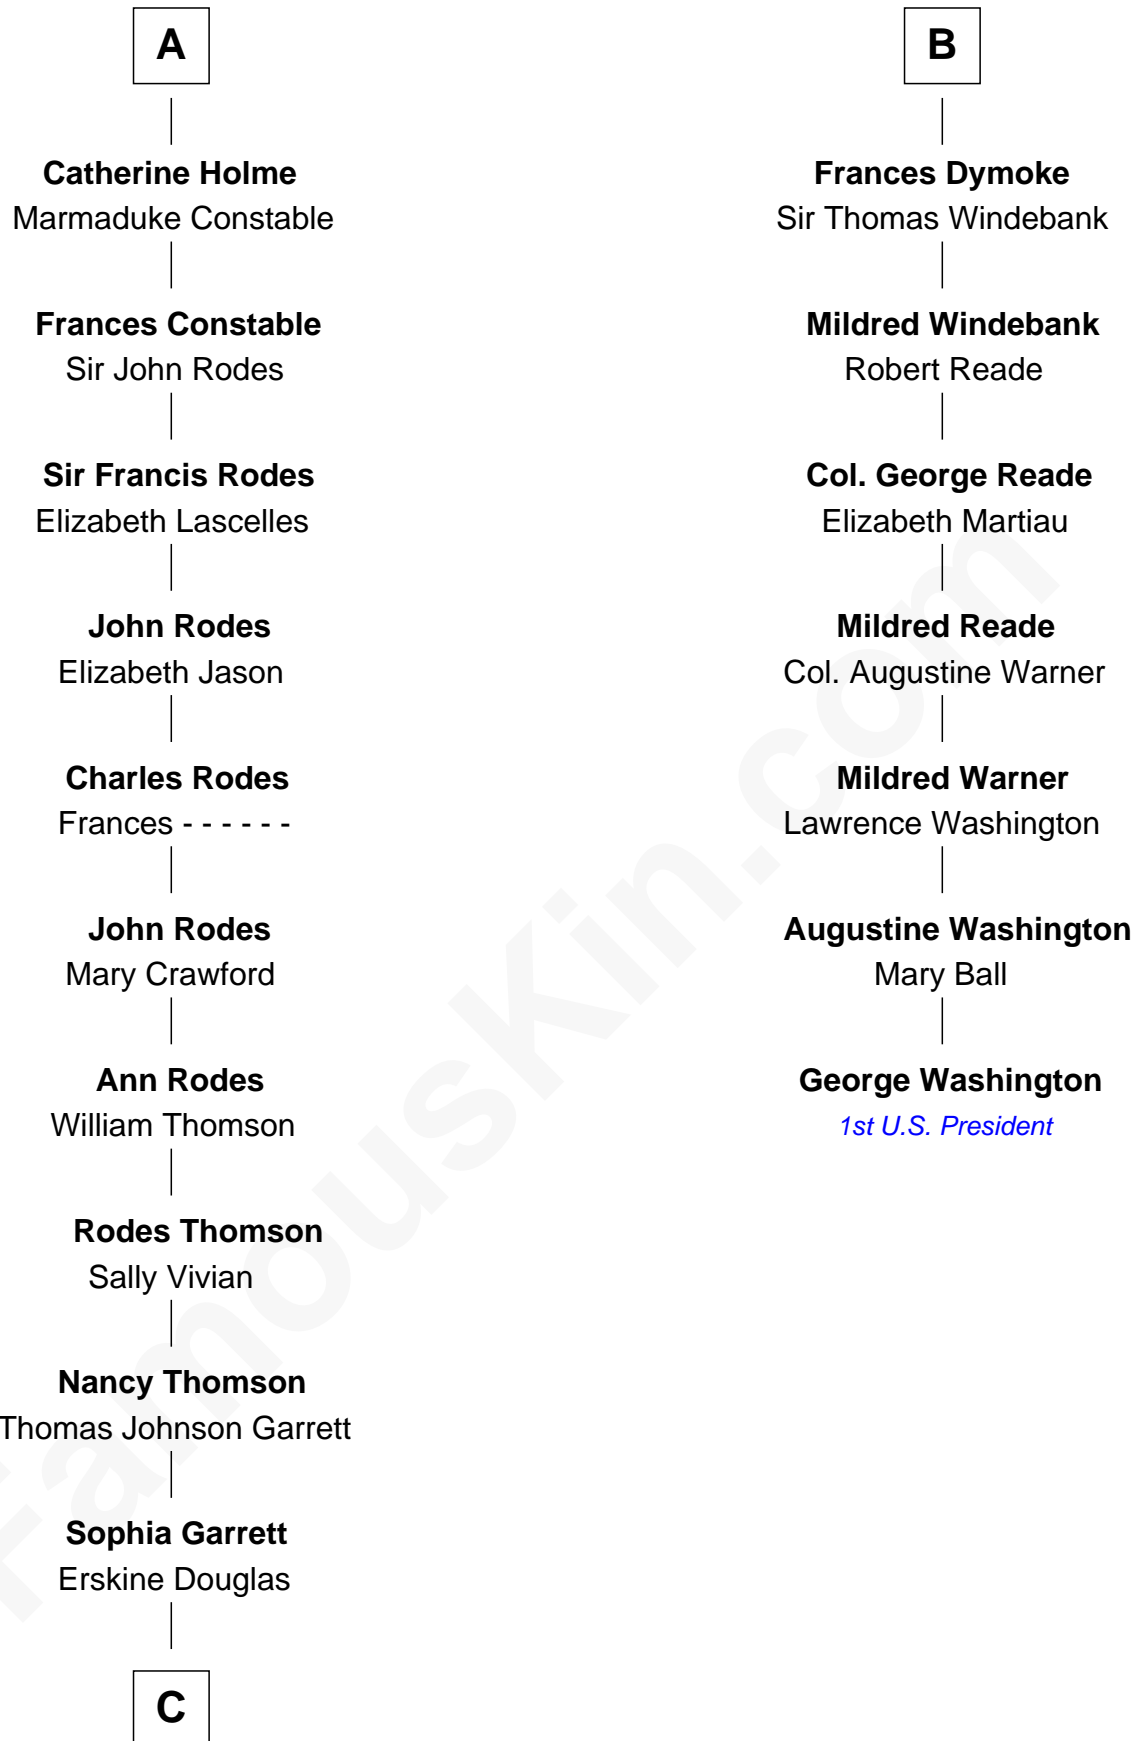 A
Catherine Holme
Marmaduke Constable
Frances Constable
Sir John Rodes
Sir Francis Rodes
Elizabeth Lascelles
John Rodes
Elizabeth Jason
Charles Rodes
Frances - - - - - -
John Rodes
Mary Crawford
Ann Rodes
William Thomson
Rodes Thomson
Sally Vivian
Nancy Thomson
Thomas Johnson Garrett
Sophia Garrett
Erskine Douglas
C
B
Frances Dymoke
Sir Thomas Windebank
Mildred Windebank
Robert Reade
Col. George Reade
Elizabeth Martiau
Mildred Reade
Col. Augustine Warner
Mildred Warner
Lawrence Washington
Augustine Washington
Mary Ball
George Washington
1st U.S. President
FamousKin.com